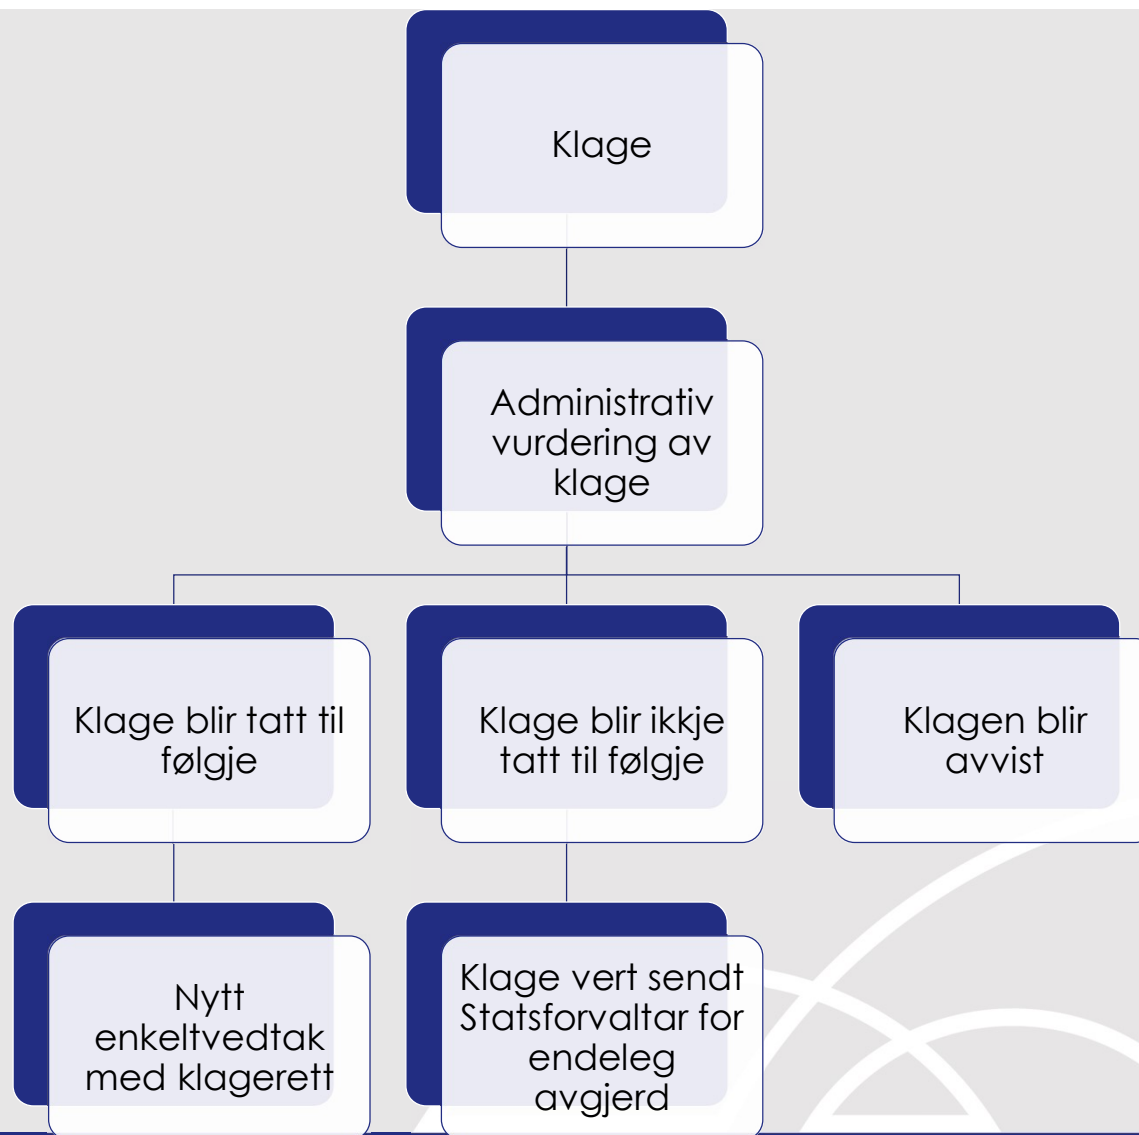 Klage
Administrativ
vurdering av
klage
Klage blir tatt til
følgje
Klage blir ikkje
tatt til følgje
Klagen blir
avvist
Nytt
enkeltvedtak
med klagerett
Klage vert sendt
Statsforvaltar for
endeleg
avgjerd